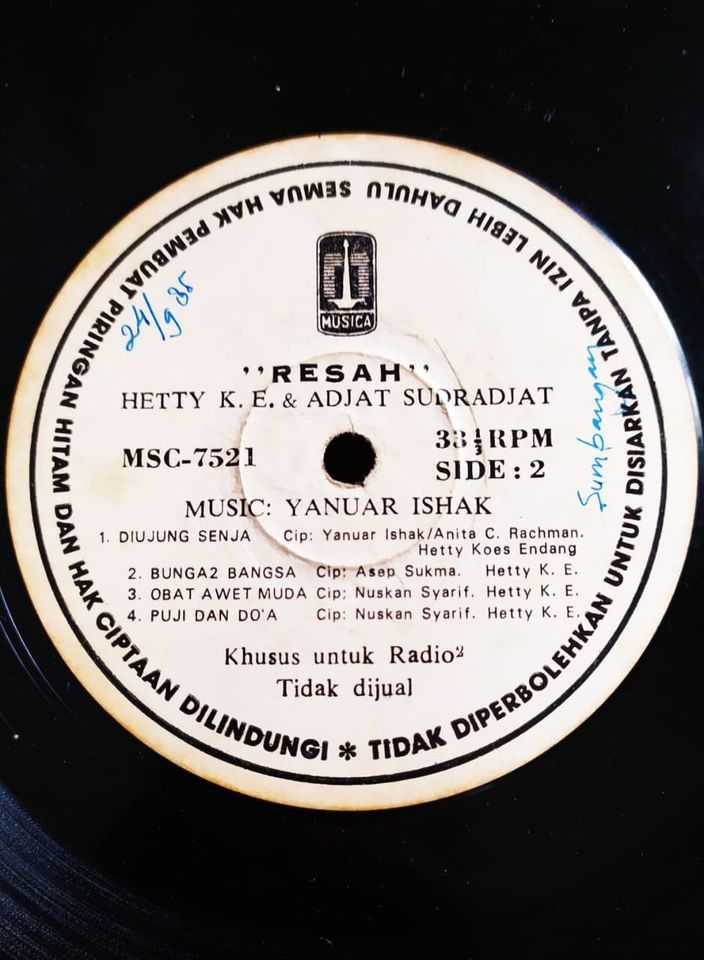 SEMUA HAK PEMBUAT PIRINGAN HITAM DAN HAK CIPTAAN DILINDUNGI * TIDAK DIPERBOLEHKAN UNTUK DISIARKAN TANPA IZIN LEBIH DAHULU
MUSICA
24/9 85
''RESAH''
HETTY K. E. & ADJAT SUDRADJAT
MSC-7521
33⅓ RPM
SIDE : 2
Sumbangan
MUSIC: YANUAR ISHAK
1. DIUJUNG SENJA Cip: Yanuar Ishak/Anita C. Rachman.
Hetty Koes Endang
2. BUNGA2 BANGSA Cip: Asep Sukma. Hetty K. E.
3. OBAT AWET MUDA Cip: Nuskan Syarif. Hetty K. E.
4. PUJI DAN DO'A Cip: Nuskan Syarif. Hetty K. E.
Khusus untuk Radio²
Tidak dijual